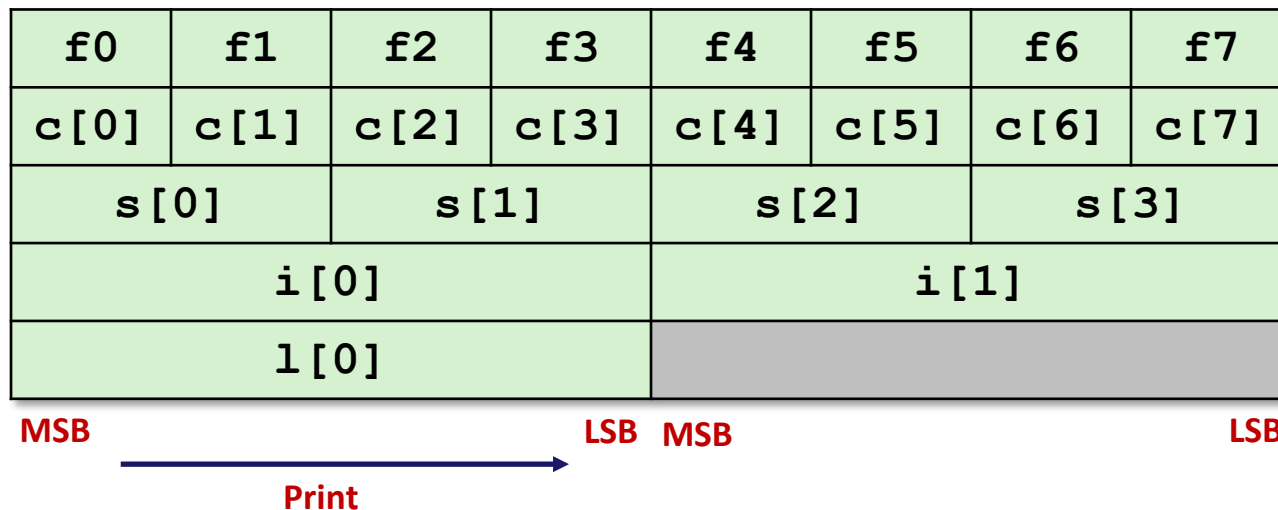 f0 f1 f2 f3 f4 f5 f6 f7
c[0] c[1] c[2] c[3] c[4] c[5] c[6] c[7]
s[0] s[1] s[2] s[3]
i[0] i[1]
l[0]
MSB LSB MSB LSB
Print